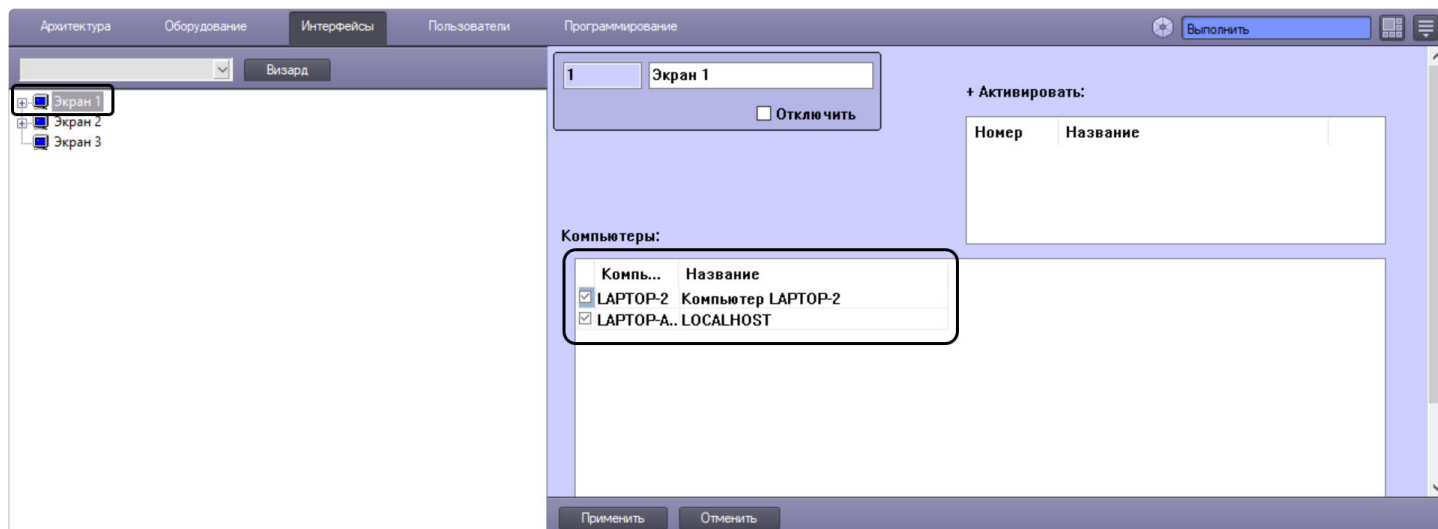 Архитектура Оборудование Интерфейсы Пользователи Программирование Выполнить
Визард
Экран 1
Экран 2
Экран 3
1 Экран 1
Отключить
+ Активировать:
Номер Название
Компьютеры:
Компь... Название
LAPTOP-2 Компьютер LAPTOP-2
LAPTOP-A.. LOCALHOST
Применить Отменить